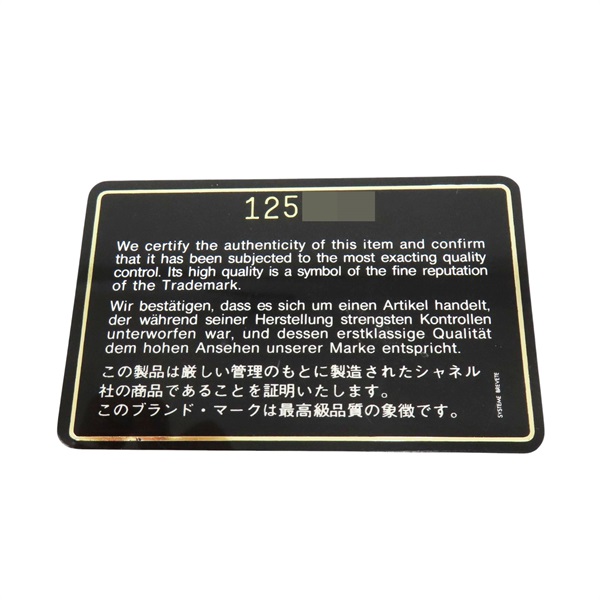 125
We certify the authenticity of this item and confirm
that it has been subjected to the most exacting quality
control. Its high quality is a symbol of the fine reputation
of the Trademark.
Wir bestätigen, dass es sich um einen Artikel handelt,
der während seiner Herstellung strengsten Kontrollen
unterworfen war, und dessen erstklassige Qualität
dem hohen Ansehen unserer Marke entspricht.
この製品は厳しい管理のもとに製造されたシャネル
社の商品であることを証明いたします。
このブランド・マークは最高級品質の象徴です。
SYSTEME BREVETE